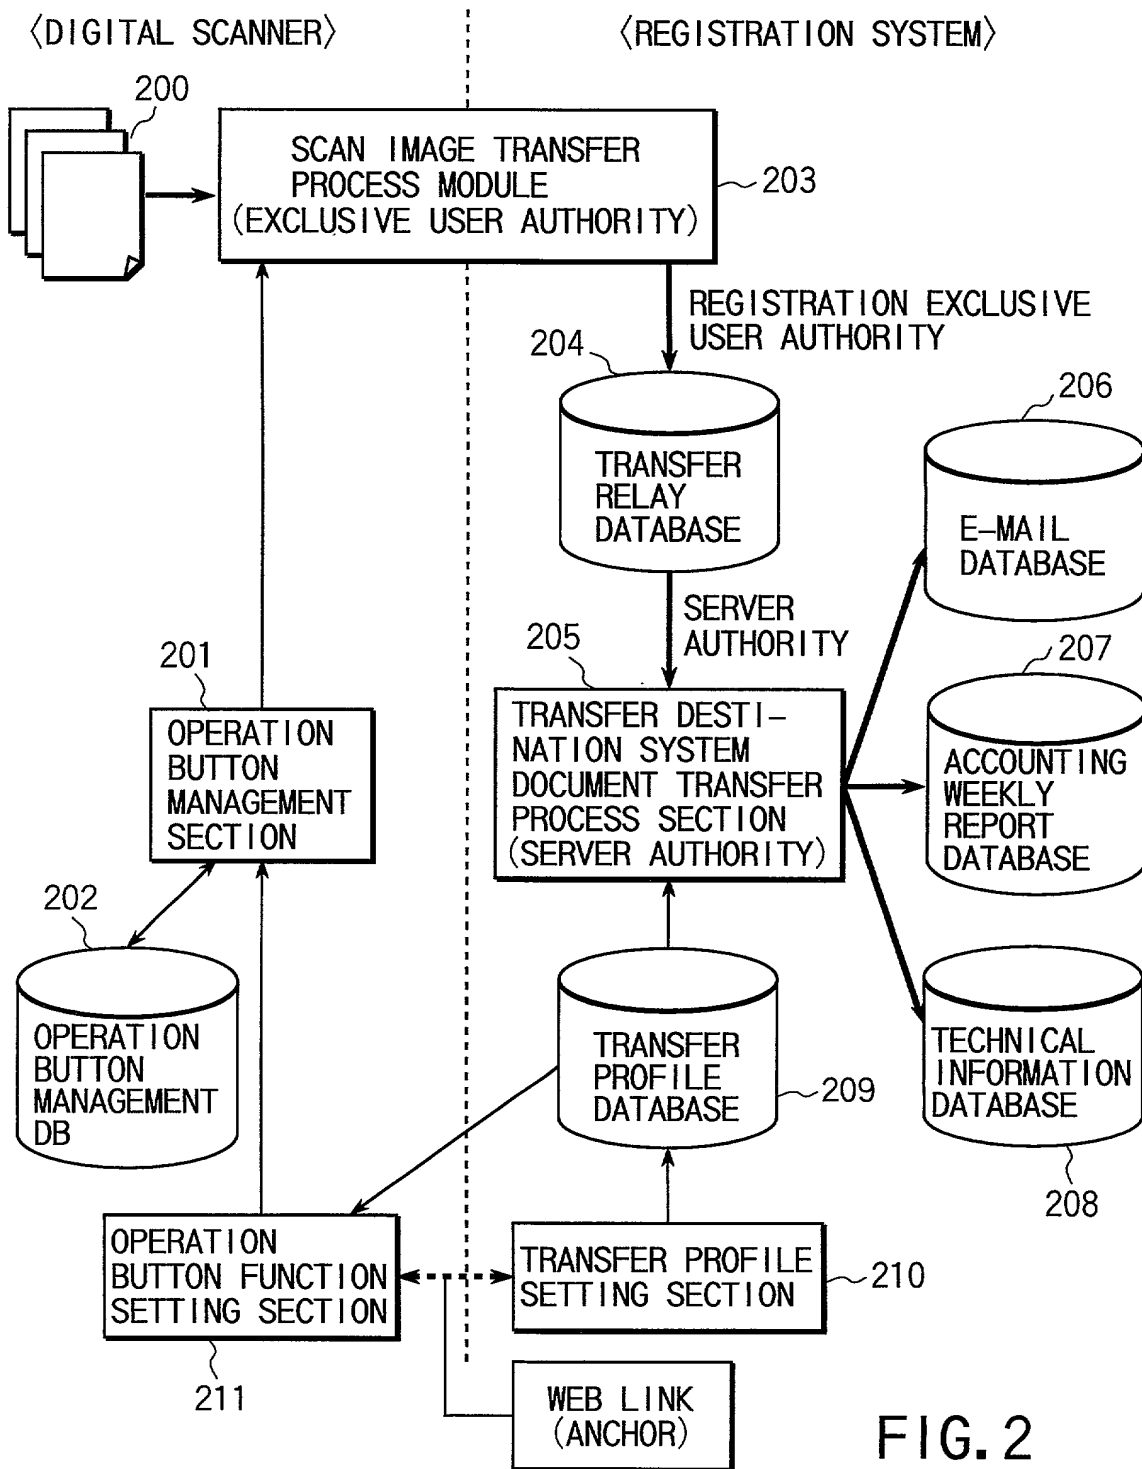 〈DIGITAL SCANNER〉
〈REGISTRATION SYSTEM〉
200
SCAN IMAGE TRANSFER
PROCESS MODULE
(EXCLUSIVE USER AUTHORITY)
203
REGISTRATION EXCLUSIVE
USER AUTHORITY
204
TRANSFER
RELAY
DATABASE
206
E-MAIL
DATABASE
SERVER
AUTHORITY
201
OPERATION
BUTTON
MANAGEMENT
SECTION
205
TRANSFER DESTI-
NATION SYSTEM
DOCUMENT TRANSFER
PROCESS SECTION
(SERVER AUTHORITY)
207
ACCOUNTING
WEEKLY
REPORT
DATABASE
202
OPERATION
BUTTON
MANAGEMENT
DB
TRANSFER
PROFILE
DATABASE
209
TECHNICAL
INFORMATION
DATABASE
208
OPERATION
BUTTON FUNCTION
SETTING SECTION
211
TRANSFER PROFILE
SETTING SECTION
210
WEB LINK
(ANCHOR)
FIG. 2